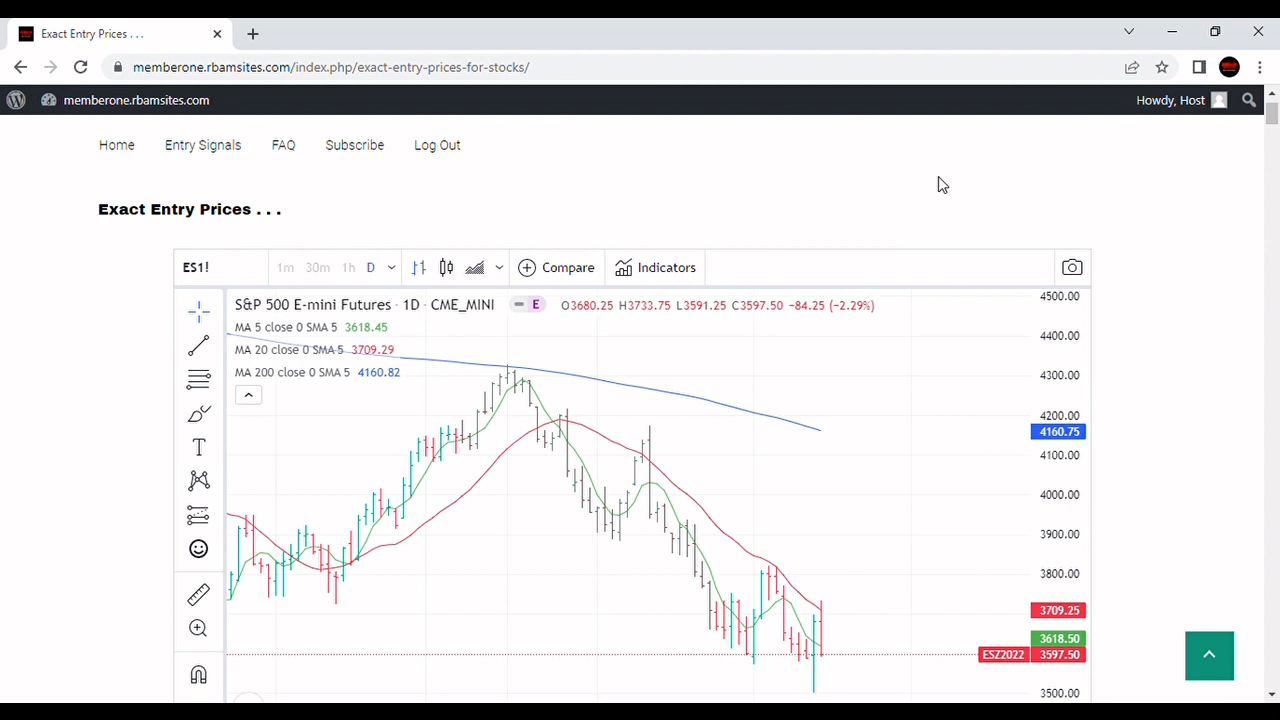 Exact Entry Prices . . .
memberone.rbamsites.com/index.php/exact-entry-prices-for-stocks/
memberone.rbamsites.com
Howdy, Host
Home Entry Signals FAQ Subscribe Log Out
Exact Entry Prices . . .
ES1! 1m 30m 1h D Compare Indicators
S&P 500 E-mini Futures · 1D · CME_MINI E O3680.25 H3733.75 L3591.25 C3597.50 −84.25 (−2.29%)
MA 5 close 0 SMA 5 3618.45
MA 20 close 0 SMA 5 3709.29
MA 200 close 0 SMA 5 4160.82
4500.00
4400.00
4300.00
4200.00
4160.75
4100.00
4000.00
3900.00
3800.00
3709.25
3618.50
ESZ2022 3597.50
3500.00
T